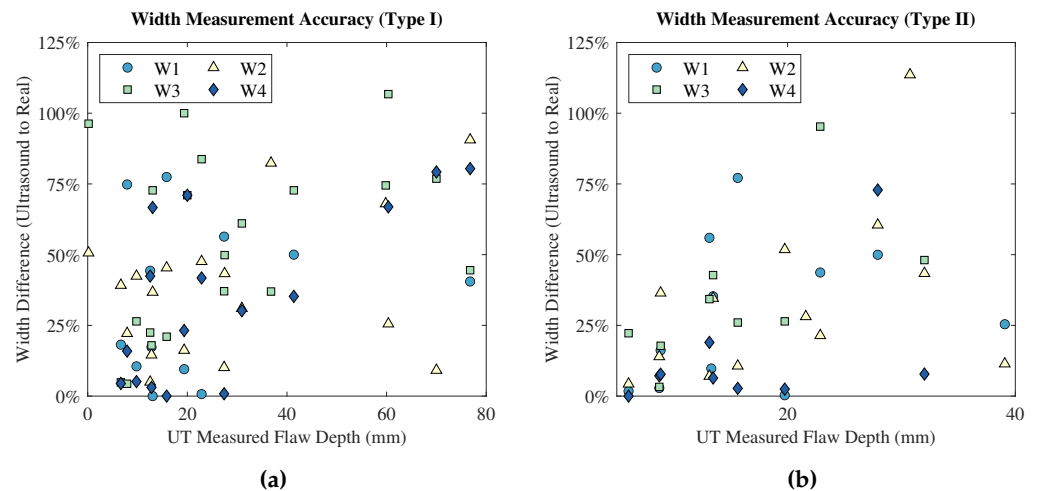 Width Measurement Accuracy (Type I)
Width Difference (Ultrasound to Real)
125%
100%
75%
50%
25%
0%
W1 W2
W3 W4
0 20 40 60 80
UT Measured Flaw Depth (mm)
(a)
Width Measurement Accuracy (Type II)
Width Difference (Ultrasound to Real)
125%
100%
75%
50%
25%
0%
W1 W2
W3 W4
20 40
UT Measured Flaw Depth (mm)
(b)